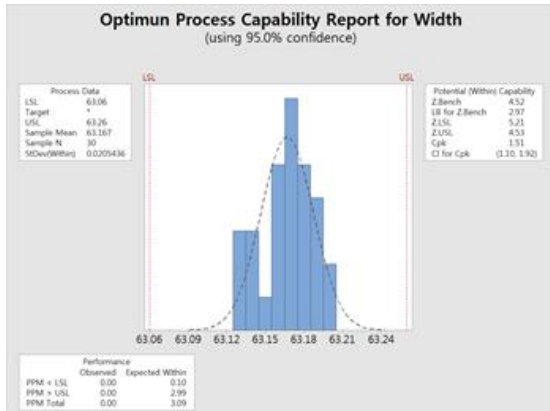 Optimun Process Capability Report for Width
(using 95.0% confidence)
LSL
USL
Process Data
LSL 63.06
Target *
USL 63.26
Sample Mean 63.167
Sample N 30
StDev(Within) 0.0205436
Potential (Within) Capability
Z.Bench 4.52
LB for Z.Bench 2.97
Z.LSL 5.21
Z.USL 4.53
Cpk 1.51
CI for Cpk (1.10, 1.92)
63.06 63.09 63.12 63.15 63.18 63.21 63.24
Performance
Observed Expected Within
PPM < LSL 0.00 0.10
PPM > USL 0.00 2.99
PPM Total 0.00 3.09